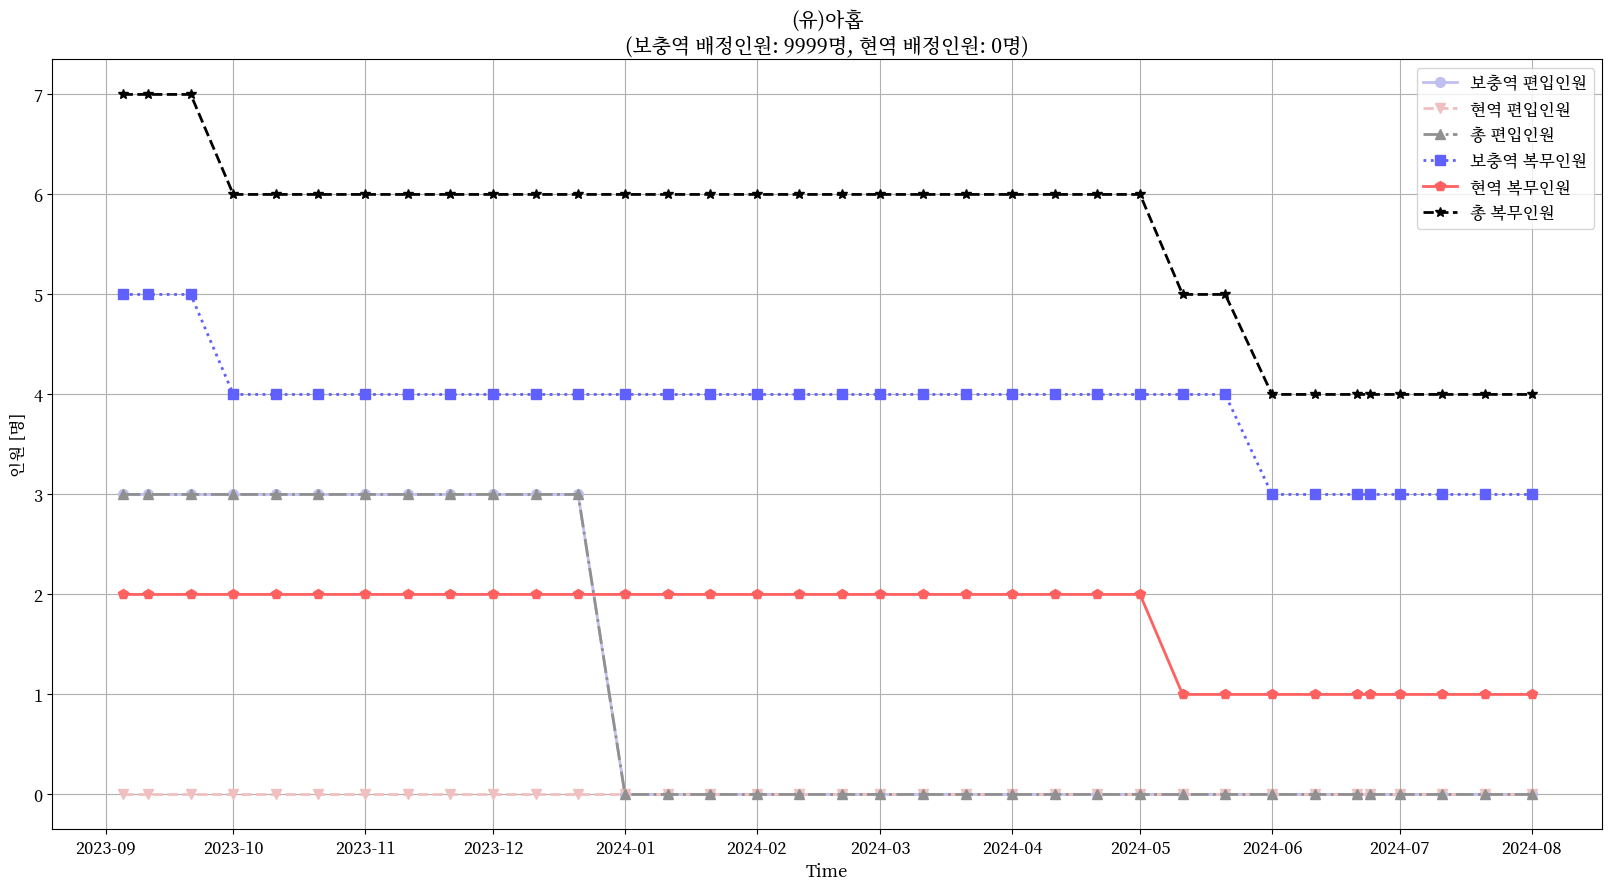 (유)아홉
(보충역 배정인원: 9999명, 현역 배정인원: 0명)
보충역 편입인원
현역 편입인원
총 편입인원
보충역 복무인원
현역 복무인원
총 복무인원
인원 [명]
7
6
5
4
3
2
1
0
2023-09 2023-10 2023-11 2023-12 2024-01 2024-02 2024-03 2024-04 2024-05 2024-06 2024-07 2024-08
Time